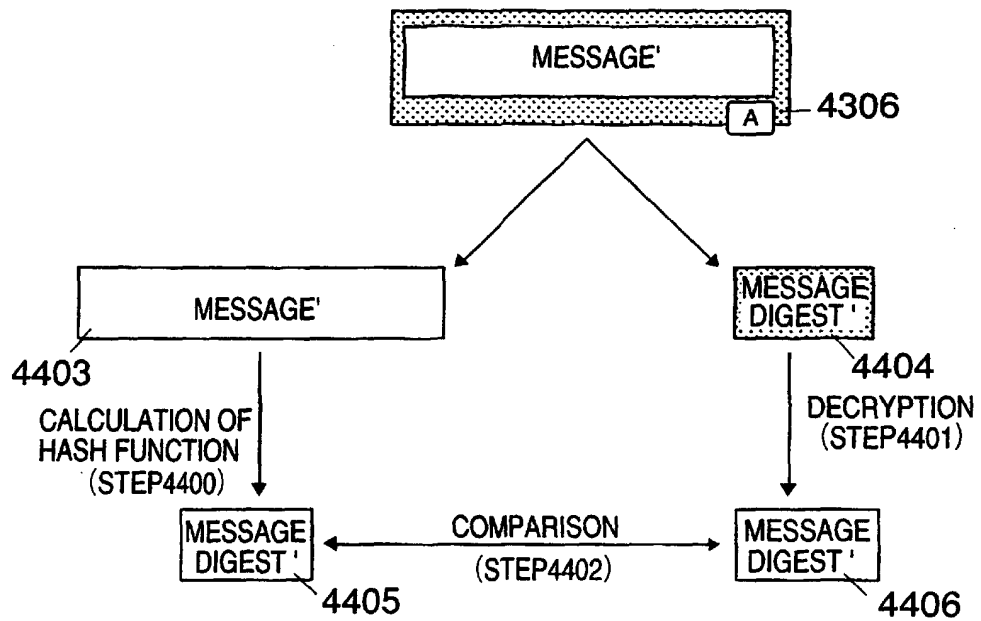 MESSAGE'
A
4306
MESSAGE'
MESSAGE
DIGEST '
4403
4404
CALCULATION OF
HASH FUNCTION
(STEP4400)
DECRYPTION
(STEP4401)
MESSAGE
DIGEST '
COMPARISON
(STEP4402)
MESSAGE
DIGEST '
4405
4406